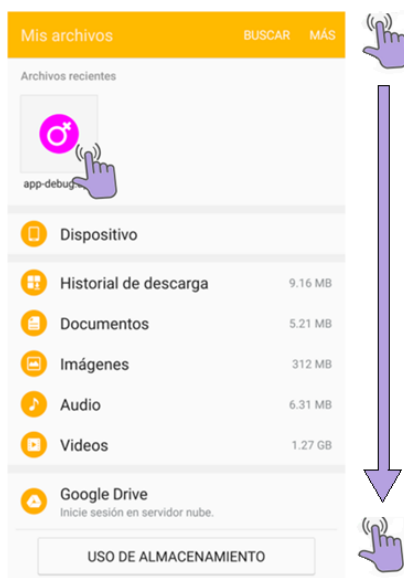 Mis archivos BUSCAR MÁS
Archivos recientes
app-debug.
Dispositivo
Historial de descarga 9.16 MB
Documentos 5.21 MB
Imágenes 312 MB
Audio 6.31 MB
Videos 1.27 GB
Google Drive
Inicie sesión en servidor nube.
USO DE ALMACENAMIENTO